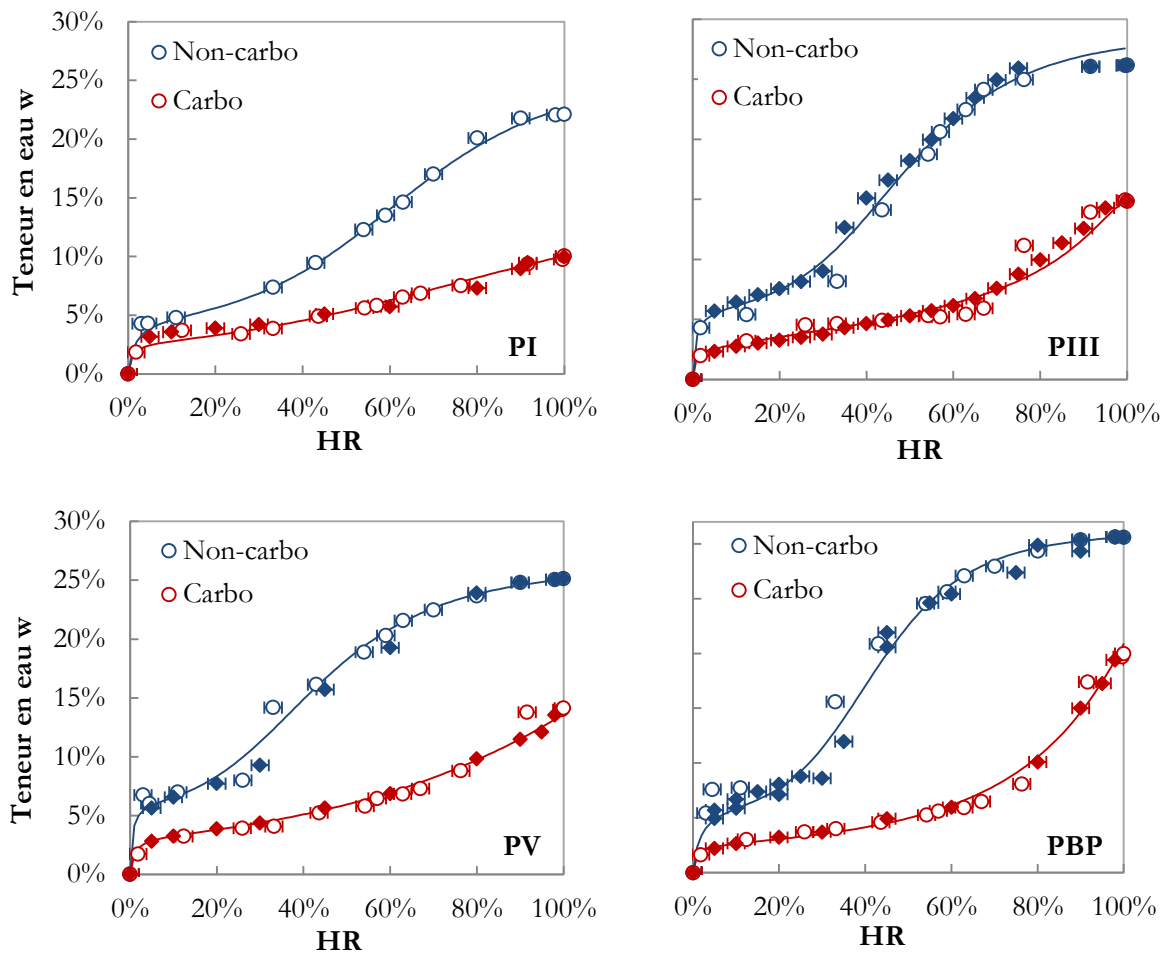 30%
25%
20%
15%
10%
5%
0%
Teneur en eau w
Non-carbo
Carbo
PI
0% 20% 40% 60% 80% 100%
HR
Non-carbo
Carbo
PIII
0% 20% 40% 60% 80% 100%
HR
30%
25%
20%
15%
10%
5%
0%
Teneur en eau w
Non-carbo
Carbo
PV
0% 20% 40% 60% 80% 100%
HR
Non-carbo
Carbo
PBP
0% 20% 40% 60% 80% 100%
HR